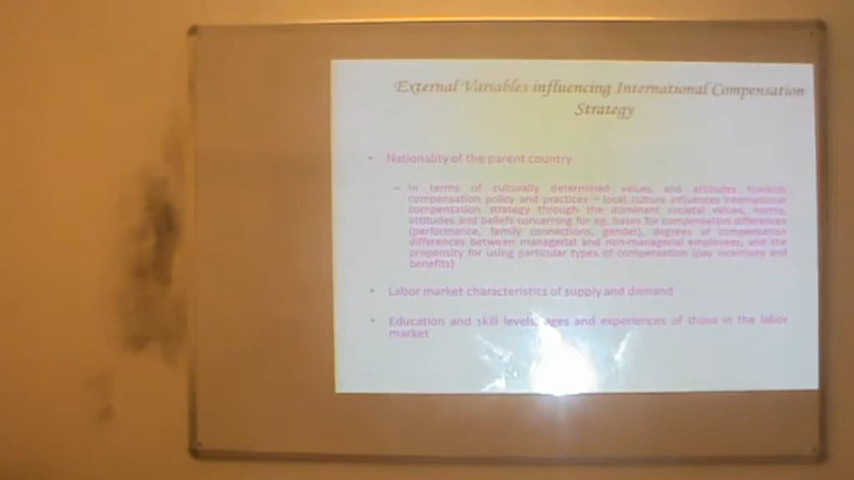 External Variables influencing International Compensation
Strategy
• Nationality of the parent country
– In terms of culturally determined values and attitudes towards
compensation policy and practices – local culture influences international
compensation strategy through the dominant societal values, norms,
attitudes and beliefs concerning for eg. bases for compensation differences
(performance, family connections, gender), degrees of compensation
differences between managerial and non-managerial employees, and the
propensity for using particular types of compensation (pay incentives and
benefits)
• Labor market characteristics of supply and demand
• Education and skill levels, ages and experiences of those in the labor
market